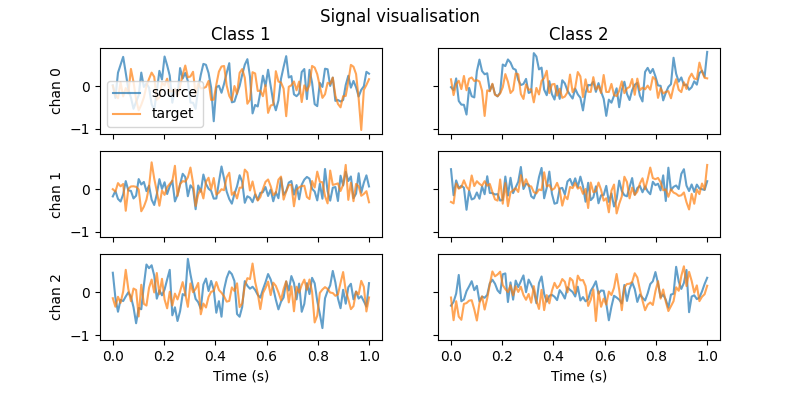 Signal visualisation
Class 1
Class 2
chan 0
0
−1
source
target
chan 1
0
−1
chan 2
0
−1
0.0 0.2 0.4 0.6 0.8 1.0
0.0 0.2 0.4 0.6 0.8 1.0
Time (s)
Time (s)